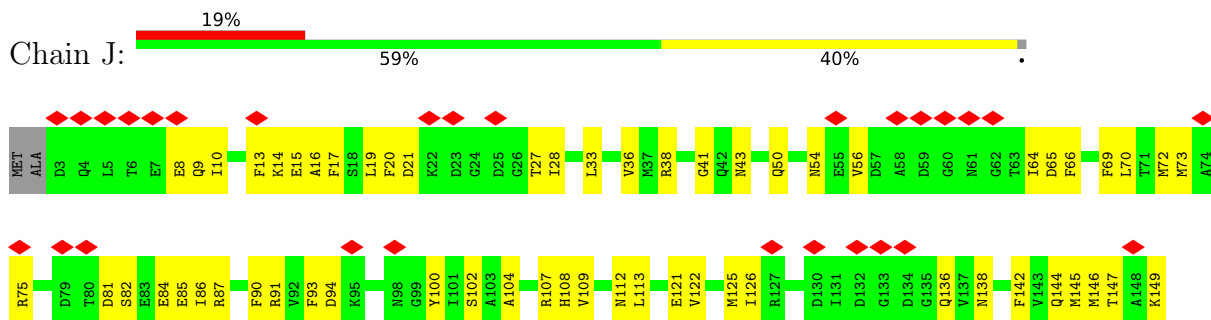 19%
Chain J:
59% 40% •
MET ALA D3 Q4 L5 T6 E7 E8 Q9 I10 F13 K14 E15 A16 F17 S18 L19 F20 D21 K22 D23 G24 D25 G26 T27 I28 L33 V36 M37 R38 G41 Q42 N43 Q50 N54 E55 V56 D57 A58 D59 G60 N61 G62 T63 I64 D65 F66 F69 L70 T71 M72 M73 A74
R75 D79 T80 D81 S82 E83 E84 E85 I86 R87 F90 R91 V92 F93 D94 K95 N98 G99 Y100 I101 S102 A103 A104 R107 H108 V109 N112 L113 E121 V122 M125 I126 R127 D130 I131 D132 G133 D134 G135 Q136 V137 N138 F142 V143 Q144 M145 M146 T147 A148 K149